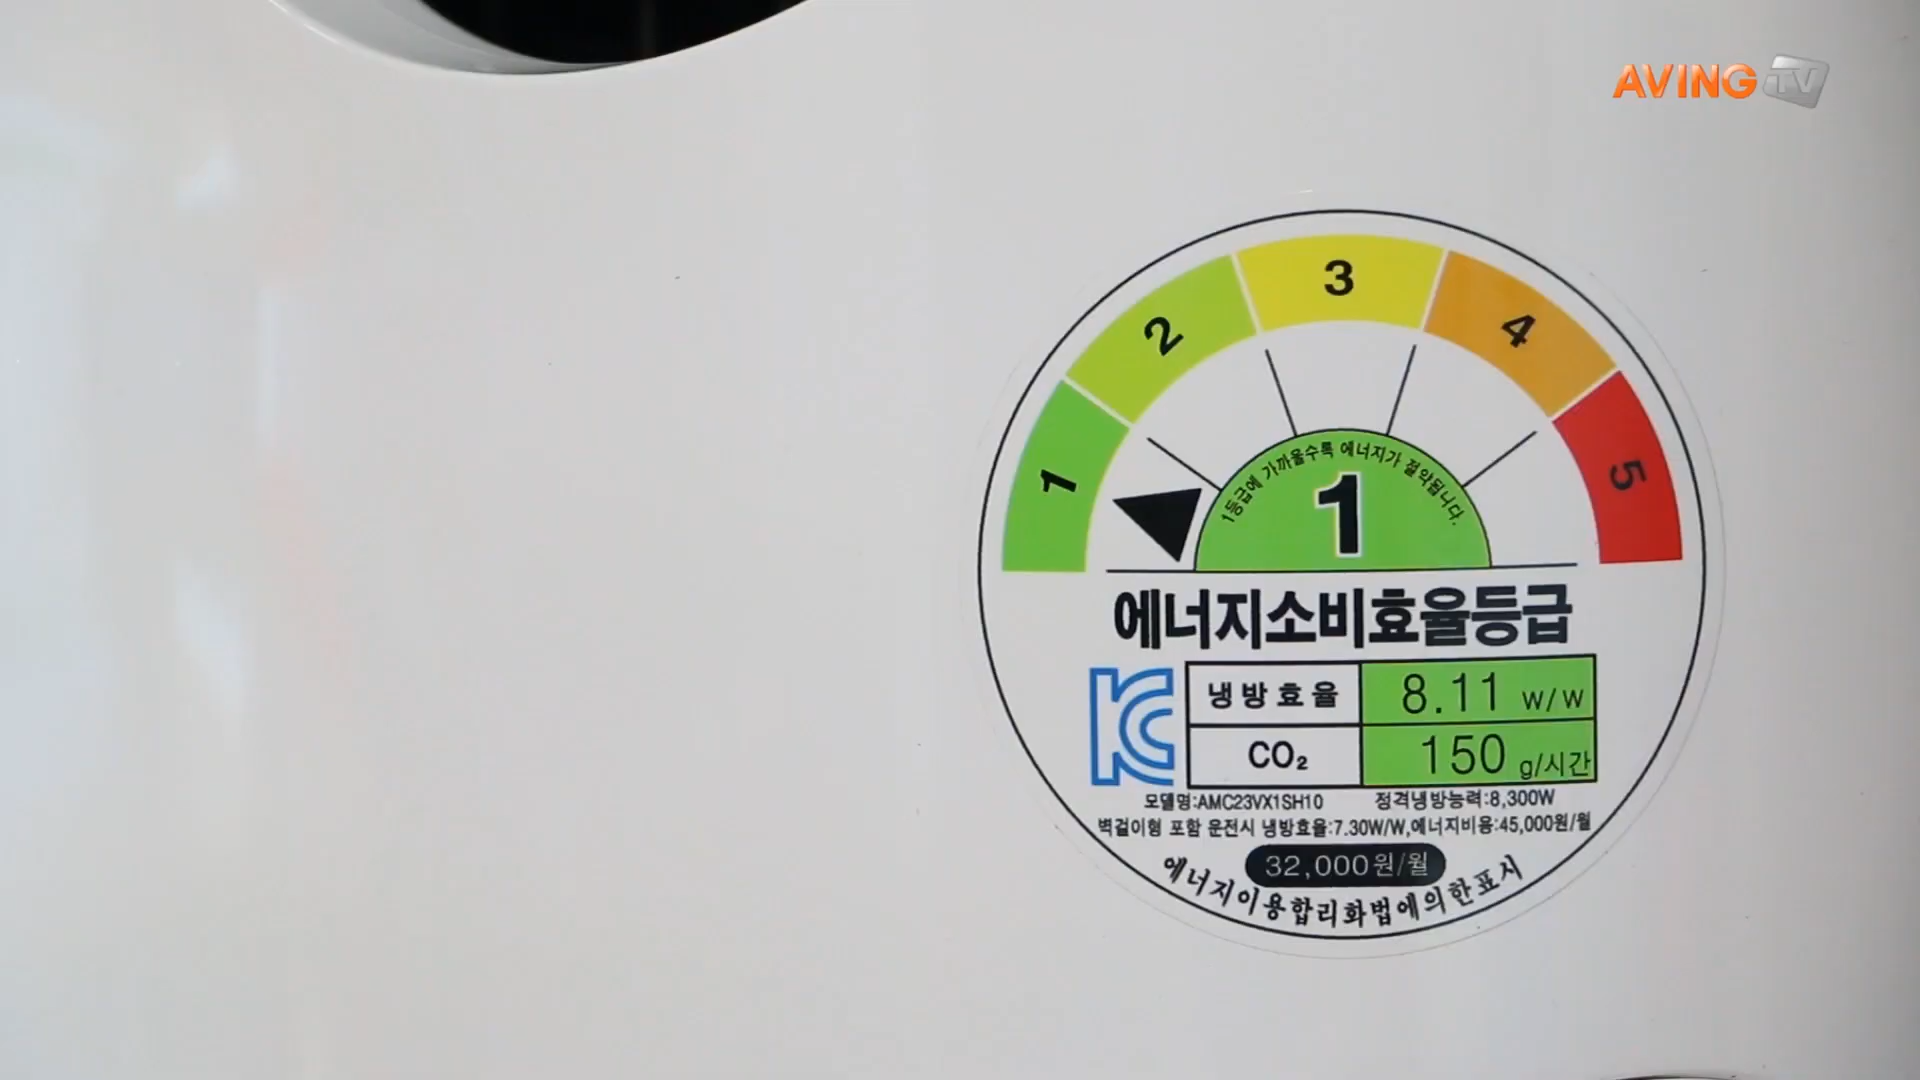 AVING TV
1
2
3
4
5
1등급에 가까울수록 에너지가 절약됩니다.
1
에너지소비효율등급
냉방효율 8.11 W/W
CO₂ 150 g/시간
모델명:AMC23VX1SH10 정격냉방능력:8,300W
벽걸이형 포함 운전시 냉방효율:7.30W/W,에너지비용:45,000원/월
32,000원/월
에너지이용합리화법에의한표시